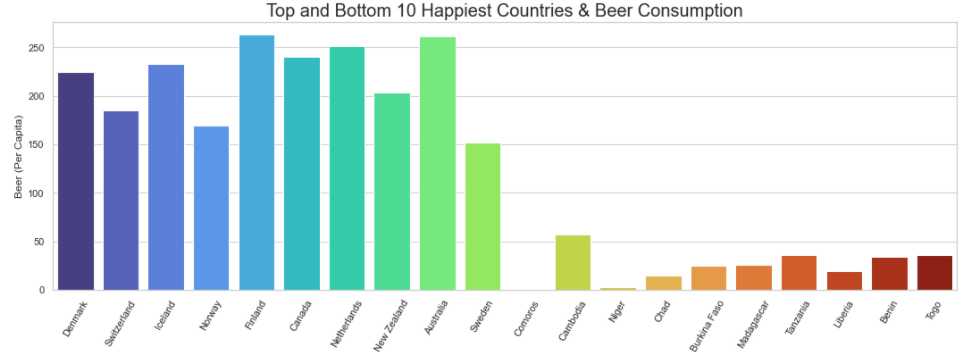 Top and Bottom 10 Happiest Countries & Beer Consumption
Beer (Per Capita)
250
200
150
100
50
0
Denmark
Switzerland
Iceland
Norway
Finland
Canada
Netherlands
New Zealand
Australia
Sweden
Comoros
Cambodia
Niger
Chad
Burkina Faso
Madagascar
Tanzania
Liberia
Benin
Togo